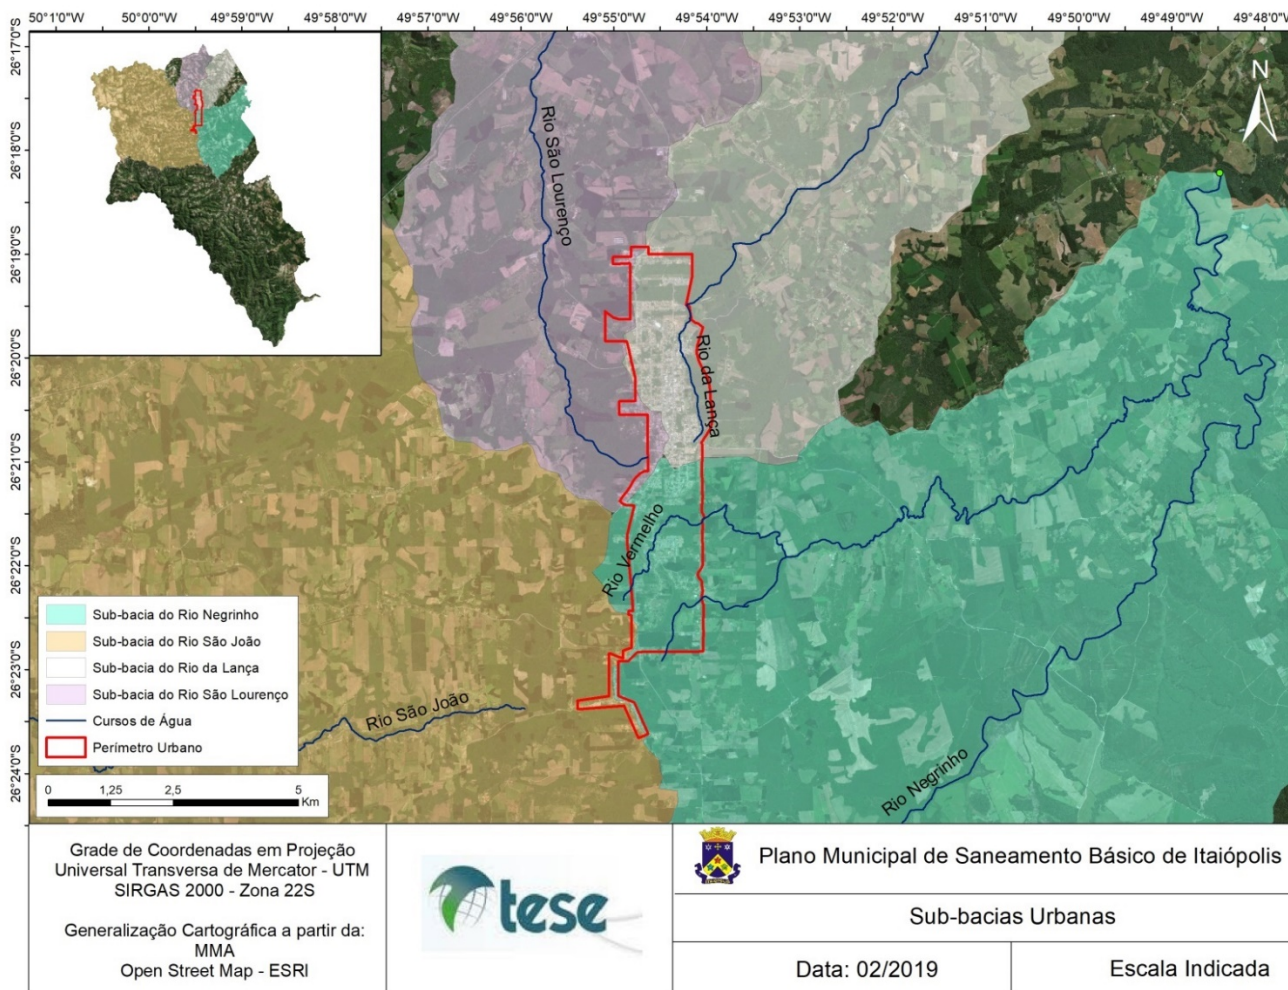 50°1'0"W
50°00'0"W
49°59'0"W
49°58'0"W
49°57'0"W
49°56'0"W
49°55'0"W
49°54'0"W
49°53'0"W
49°52'0"W
49°51'0"W
49°50'0"W
49°49'0"W
49°48'0"W
26°17'0"S
26°18'0"S
26°19'0"S
26°20'0"S
26°21'0"S
26°22'0"S
26°23'0"S
26°24'0"S
N
Rio São Lourenço
Rio da Lança
Rio Vermelho
Rio São João
Rio Negrinho
Sub-bacia do Rio Negrinho
Sub-bacia do Rio São João
Sub-bacia do Rio da Lança
Sub-bacia do Rio São Lourenço
Cursos de Água
Perímetro Urbano
0 1,25 2,5 5
Km
Grade de Coordenadas em Projeção
Universal Transversa de Mercator - UTM
SIRGAS 2000 - Zona 22S
Generalização Cartográfica a partir da:
MMA
Open Street Map - ESRI
tese
Plano Municipal de Saneamento Básico de Itaiópolis
Sub-bacias Urbanas
Data: 02/2019
Escala Indicada